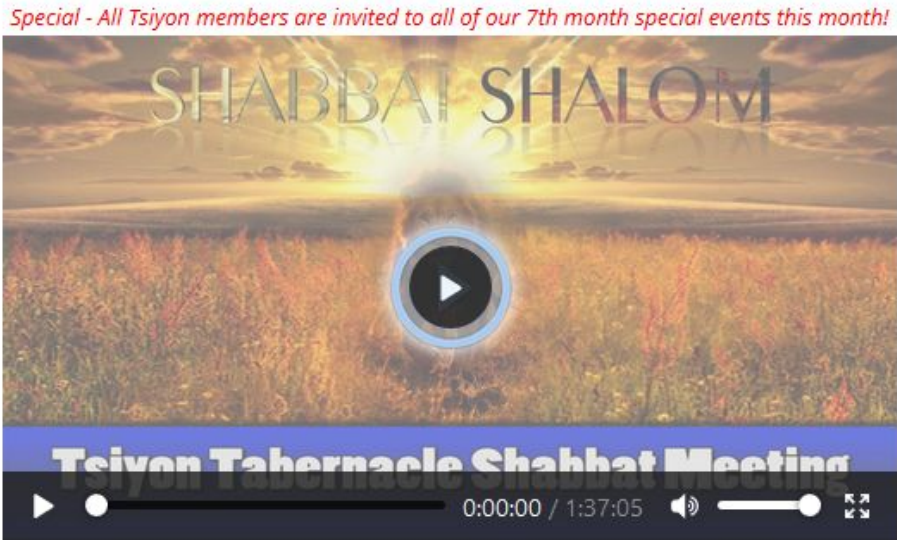 Special - All Tsiyon members are invited to all of our 7th month special events this month!
SHABBAT SHALOM
Tsiyon Tabernacle Shabbat Meeting
0:00:00 / 1:37:05